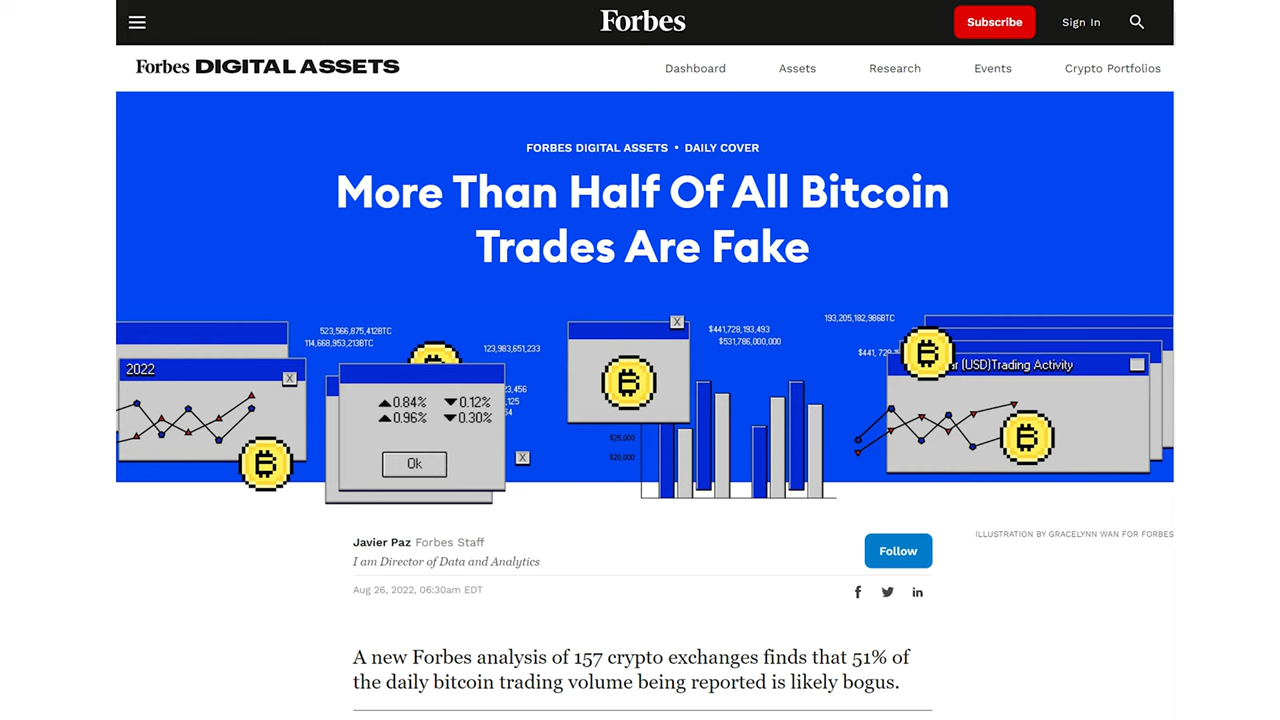 Forbes
Subscribe
Sign In
Forbes DIGITAL ASSETS
Dashboard
Assets
Research
Events
Crypto Portfolios
FORBES DIGITAL ASSETS • DAILY COVER
More Than Half Of All Bitcoin
Trades Are Fake
523,566,875,412BTC
114,668,953,213BTC
123,983,651,233
$441,728,193,493
$531,786,000,000
193,205,182,986BTC
2022
X
▲0.84% ▼0.12%
▲0.96% ▼0.30%
Ok
X
X
$25,000
$20,000
(USD)Trading Activity
Javier Paz Forbes Staff
I am Director of Data and Analytics
Follow
ILLUSTRATION BY GRACELYNN WAN FOR FORBES
Aug 26, 2022, 06:30am EDT
A new Forbes analysis of 157 crypto exchanges finds that 51% of
the daily bitcoin trading volume being reported is likely bogus.